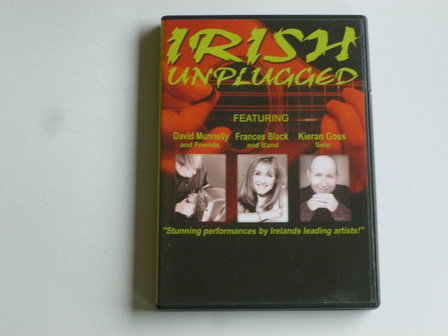 IRISH
UNPLUGGED
FEATURING
David Munnelly Frances Black Kieran Goss
and Friends and Band Solo
"Stunning performances by Irelands leading artists!"